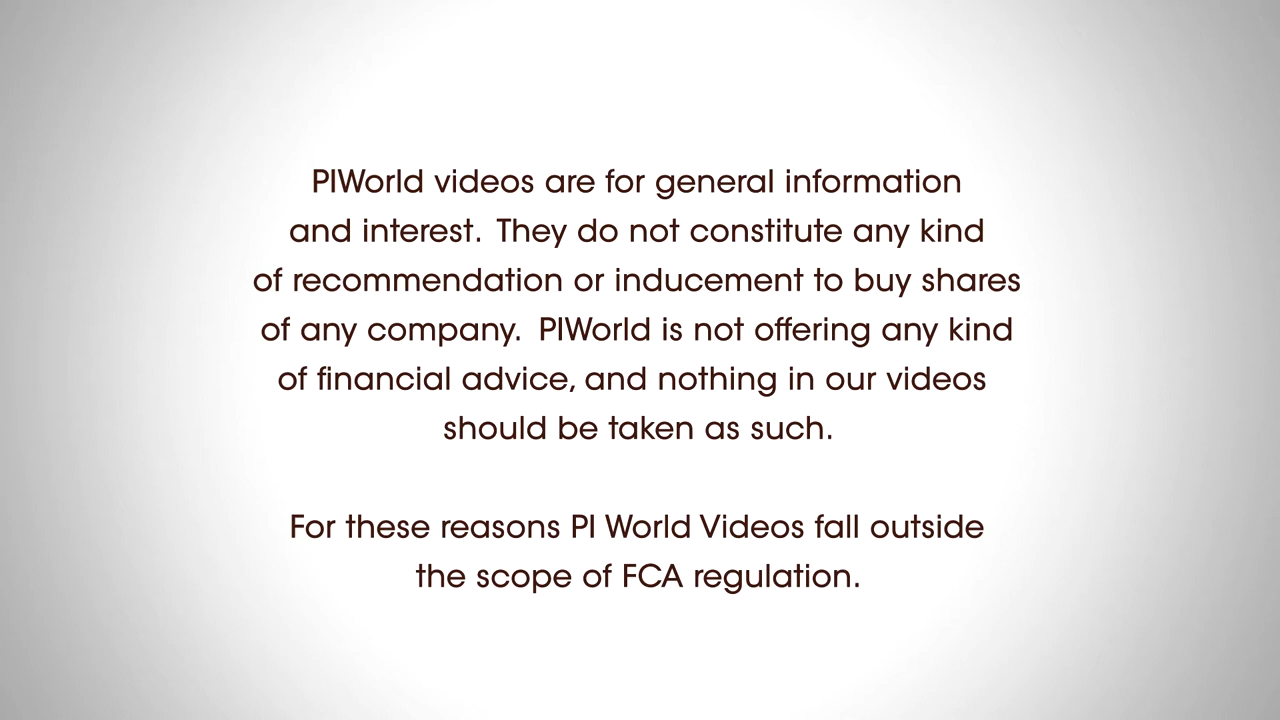 PIWorld videos are for general information
and interest. They do not constitute any kind
of recommendation or inducement to buy shares
of any company. PIWorld is not offering any kind
of financial advice, and nothing in our videos
should be taken as such.
For these reasons PI World Videos fall outside
the scope of FCA regulation.